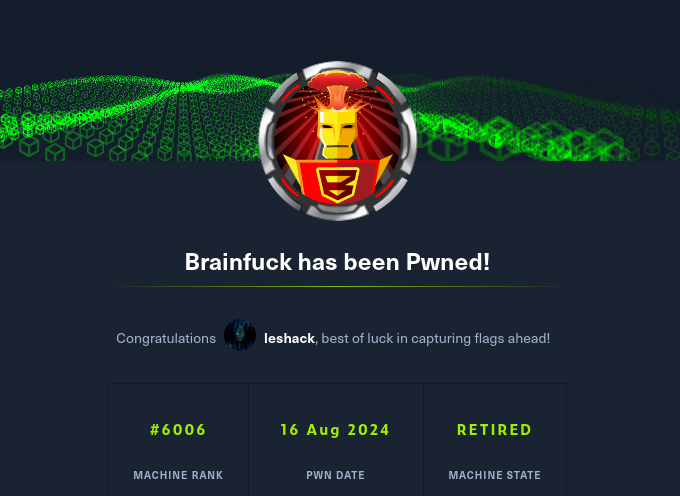 Brainfuck has been Pwned!
Congratulations leshack, best of luck in capturing flags ahead!
#6006 16 Aug 2024 RETIRED
MACHINE RANK PWN DATE MACHINE STATE